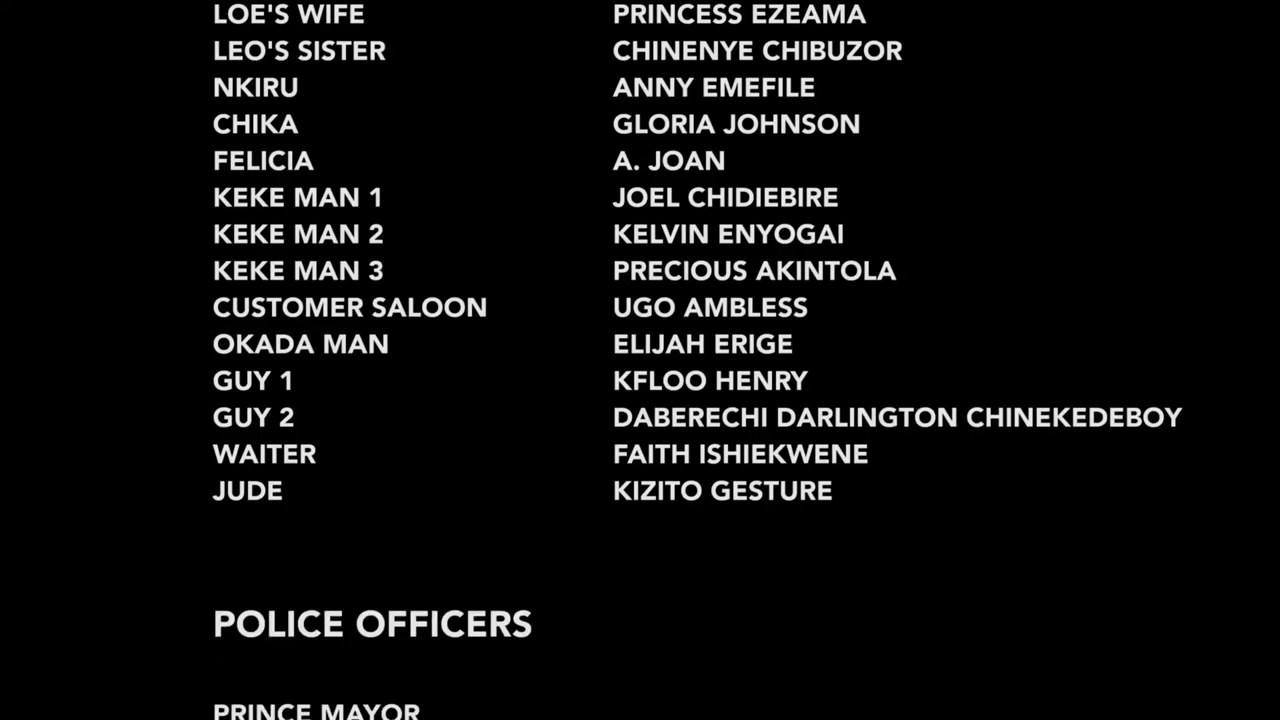 LOE'S WIFE PRINCESS EZEAMA
LEO'S SISTER CHINENYE CHIBUZOR
NKIRU ANNY EMEFILE
CHIKA GLORIA JOHNSON
FELICIA A. JOAN
KEKE MAN 1 JOEL CHIDIEBIRE
KEKE MAN 2 KELVIN ENYOGAI
KEKE MAN 3 PRECIOUS AKINTOLA
CUSTOMER SALOON UGO AMBLESS
OKADA MAN ELIJAH ERIGE
GUY 1 KFLOO HENRY
GUY 2 DABERECHI DARLINGTON CHINEKEDEBOY
WAITER FAITH ISHIEKWENE
JUDE KIZITO GESTURE
POLICE OFFICERS
PRINCE MAYOR